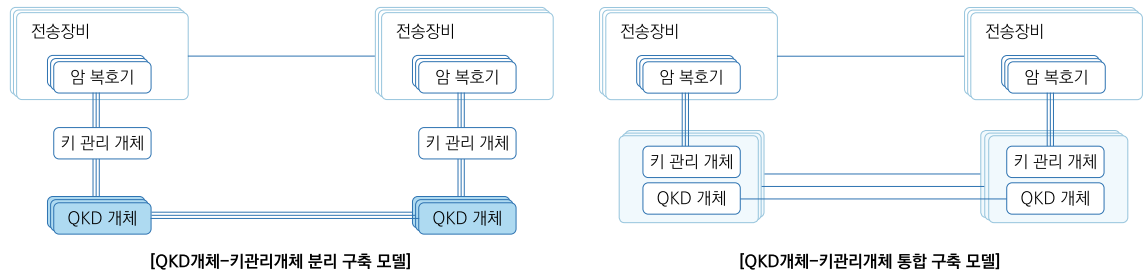 전송장비
암 복호기
키 관리 개체
QKD 개체
전송장비
암 복호기
키 관리 개체
QKD 개체
[QKD개체-키관리개체 분리 구축 모델]
전송장비
암 복호기
키 관리 개체
QKD 개체
전송장비
암 복호기
키 관리 개체
QKD 개체
[QKD개체-키관리개체 통합 구축 모델]